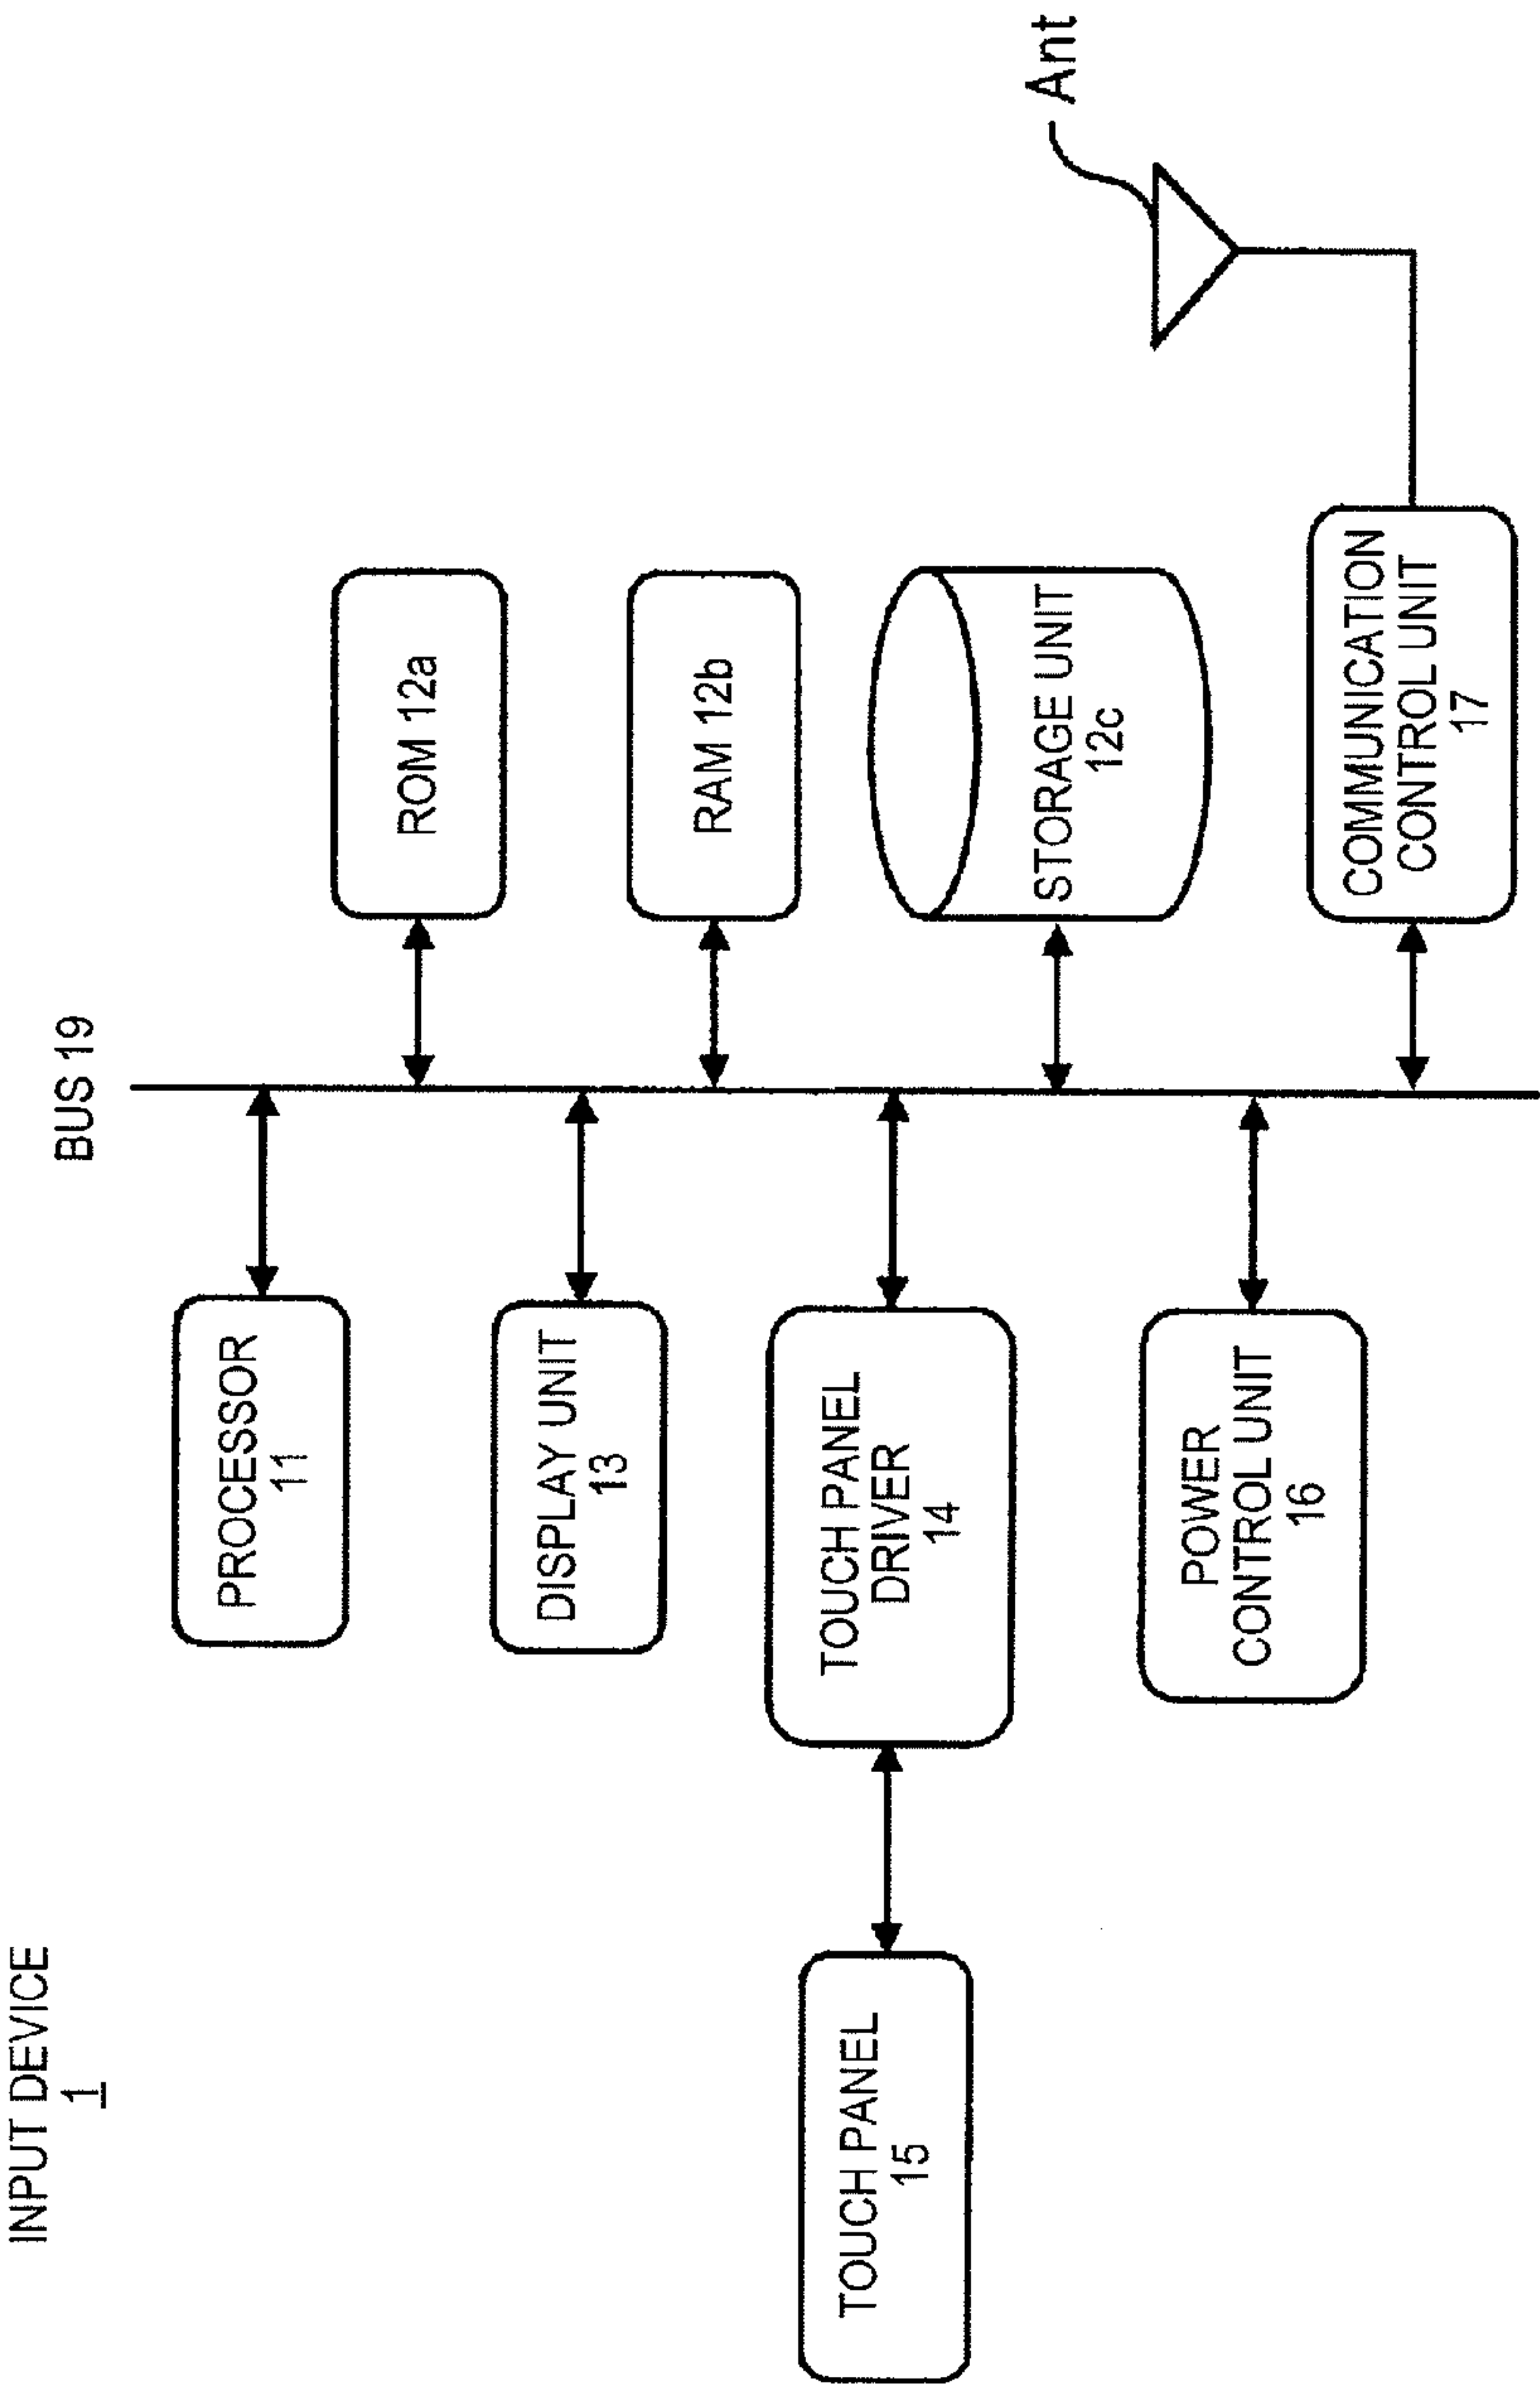 INPUT DEVICE
1
BUS 19
PROCESSOR
11
ROM 12a
DISPLAY UNIT
13
RAM 12b
TOUCH PANEL
15
TOUCH PANEL
DRIVER
14
STORAGE UNIT
12c
Ant
POWER
CONTROL UNIT
16
COMMUNICATION
CONTROL UNIT
17